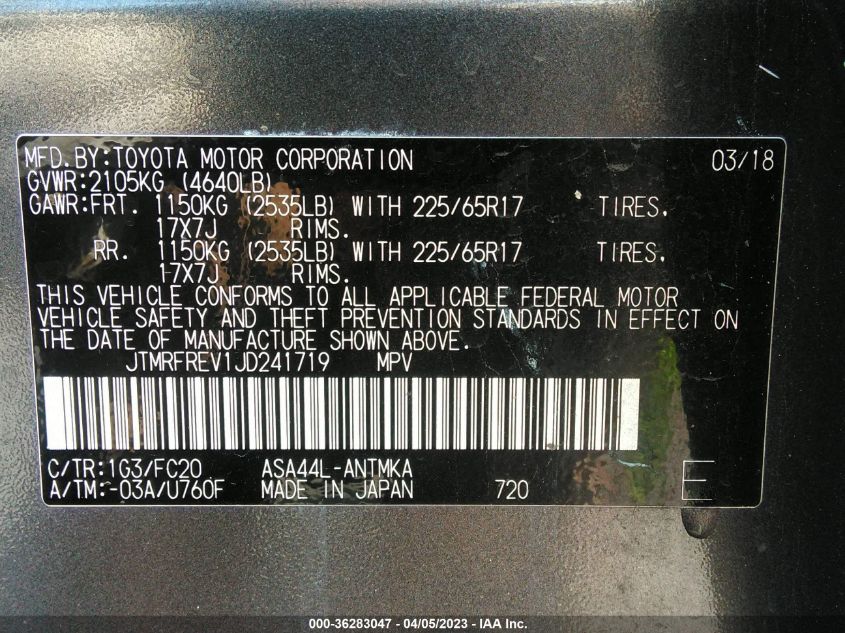 MFD.BY:TOYOTA MOTOR CORPORATION 03/18
GVWR:2105KG (4640LB)
GAWR:FRT. 1150KG (2535LB) WITH 225/65R17 TIRES,
17X7J RIMS.
RR. 1150KG (2535LB) WITH 225/65R17 TIRES,
17X7J RIMS.
THIS VEHICLE CONFORMS TO ALL APPLICABLE FEDERAL MOTOR
VEHICLE SAFETY AND THEFT PREVENTION STANDARDS IN EFFECT ON
THE DATE OF MANUFACTURE SHOWN ABOVE.
JTMRFREV1JD241719 MPV
C/TR:1G3/FC20 ASA44L-ANTMKA
A/TM:-03A/U760F MADE IN JAPAN 720 E
000-36283047 - 04/05/2023 - IAA Inc.